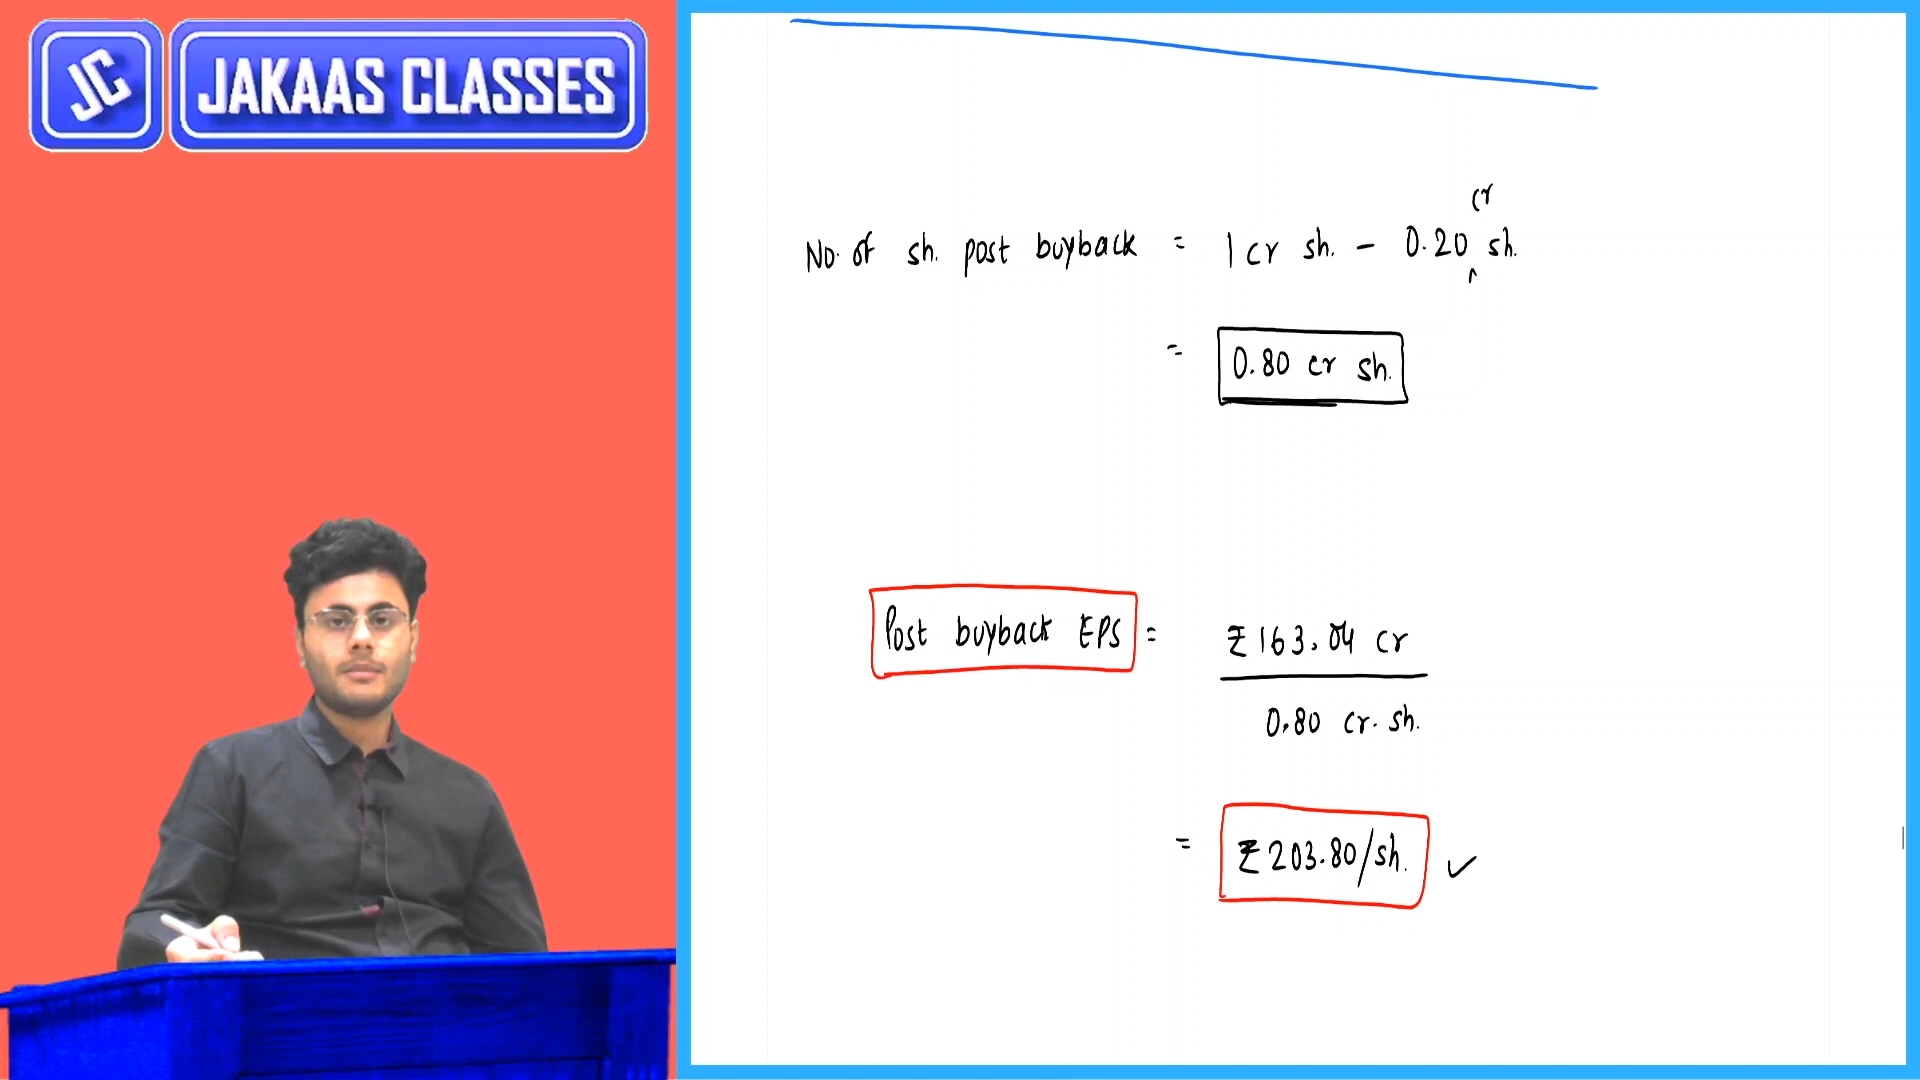 JC JAKAAS CLASSES
cr
No. of sh. post buyback = 1 cr sh. - 0.20 sh.
= 0.80 cr sh.
Post buyback EPS = ₹163.04 cr
0.80 cr. sh.
= ₹203.80/sh. ✓